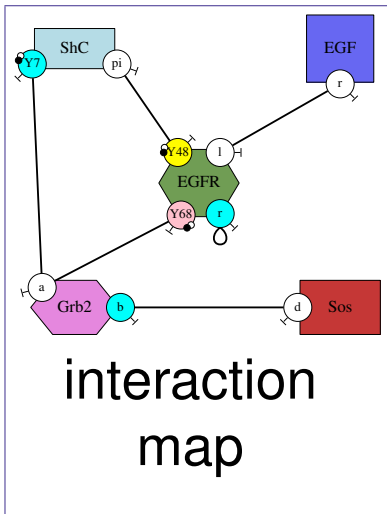 ShC
EGF
Y7
pi
r
Y48
l
EGFR
Y68
r
a
Grb2
b
d
Sos
interaction
map